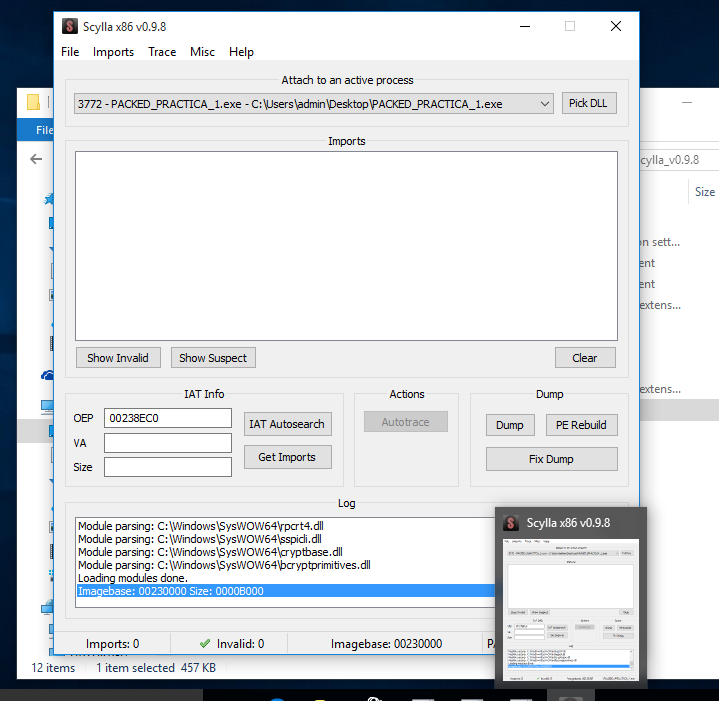 Scylla x86 v0.9.8
File Imports Trace Misc Help
Attach to an active process
3772 - PACKED_PRACTICA_1.exe - C:\Users\admin\Desktop\PACKED_PRACTICA_1.exe
Pick DLL
Imports
Show Invalid
Show Suspect
Clear
IAT Info
OEP 00238EC0
VA
Size
IAT Autosearch
Get Imports
Actions
Autotrace
Dump
Dump
PE Rebuild
Fix Dump
Log
Module parsing: C:\Windows\SysWOW64\rpcrt4.dll
Module parsing: C:\Windows\SysWOW64\sspicli.dll
Module parsing: C:\Windows\SysWOW64\cryptbase.dll
Module parsing: C:\Windows\SysWOW64\bcryptprimitives.dll
Loading modules done.
Imagebase: 00230000 Size: 0000B000
Imports: 0
Invalid: 0
Imagebase: 00230000
PA
Scylla x86 v0.9.8
File
cylla_v0.9.8
Size
on sett...
ent
ent
extens...
extens...
12 items
1 item selected 457 KB